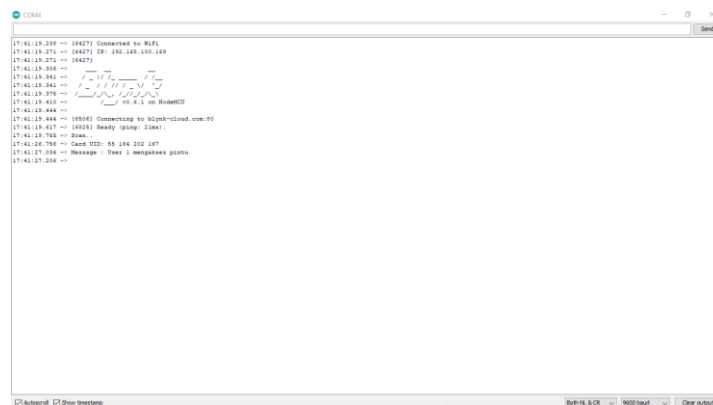 COM4
Send
17:41:19.239 -> [6427] Connected to WiFi
17:41:19.271 -> [6427] IP: 192.168.100.169
17:41:19.271 -> [6427]
17:41:19.306 ->
17:41:19.341 ->
17:41:19.341 ->
17:41:19.375 ->
17:41:19.410 -> v0.6.1 on NodeMCU
17:41:19.444 ->
17:41:19.444 -> [6506] Connecting to blynk-cloud.com:80
17:41:19.617 -> [6825] Ready (ping: 21ms).
17:41:19.755 -> Scan..
17:41:26.756 -> Card UID: 55 164 202 167
17:41:27.034 -> Message : User 1 mengakses pintu
17:41:27.206 ->
Autoscroll Show timestamp Both NL & CR 9600 baud Clear output